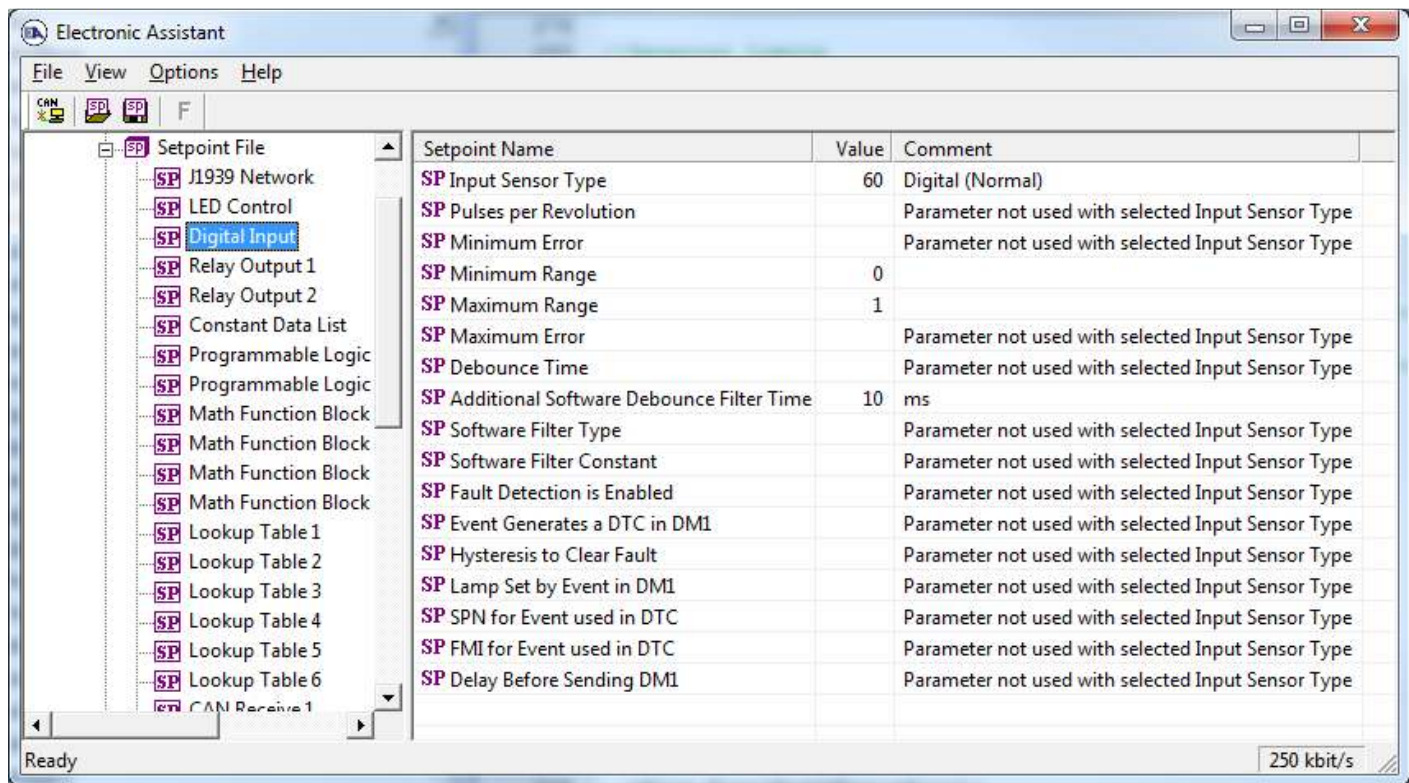 Electronic Assistant
File View Options Help
CAN SP SP F
Setpoint File
J1939 Network
LED Control
Digital Input
Relay Output 1
Relay Output 2
Constant Data List
Programmable Logic
Programmable Logic
Math Function Block
Math Function Block
Math Function Block
Math Function Block
Lookup Table 1
Lookup Table 2
Lookup Table 3
Lookup Table 4
Lookup Table 5
Lookup Table 6
CAN Receive 1
Setpoint Name Value Comment
SP Input Sensor Type 60 Digital (Normal)
SP Pulses per Revolution Parameter not used with selected Input Sensor Type
SP Minimum Error Parameter not used with selected Input Sensor Type
SP Minimum Range 0
SP Maximum Range 1
SP Maximum Error Parameter not used with selected Input Sensor Type
SP Debounce Time Parameter not used with selected Input Sensor Type
SP Additional Software Debounce Filter Time 10 ms
SP Software Filter Type Parameter not used with selected Input Sensor Type
SP Software Filter Constant Parameter not used with selected Input Sensor Type
SP Fault Detection is Enabled Parameter not used with selected Input Sensor Type
SP Event Generates a DTC in DM1 Parameter not used with selected Input Sensor Type
SP Hysteresis to Clear Fault Parameter not used with selected Input Sensor Type
SP Lamp Set by Event in DM1 Parameter not used with selected Input Sensor Type
SP SPN for Event used in DTC Parameter not used with selected Input Sensor Type
SP FMI for Event used in DTC Parameter not used with selected Input Sensor Type
SP Delay Before Sending DM1 Parameter not used with selected Input Sensor Type
Ready 250 kbit/s